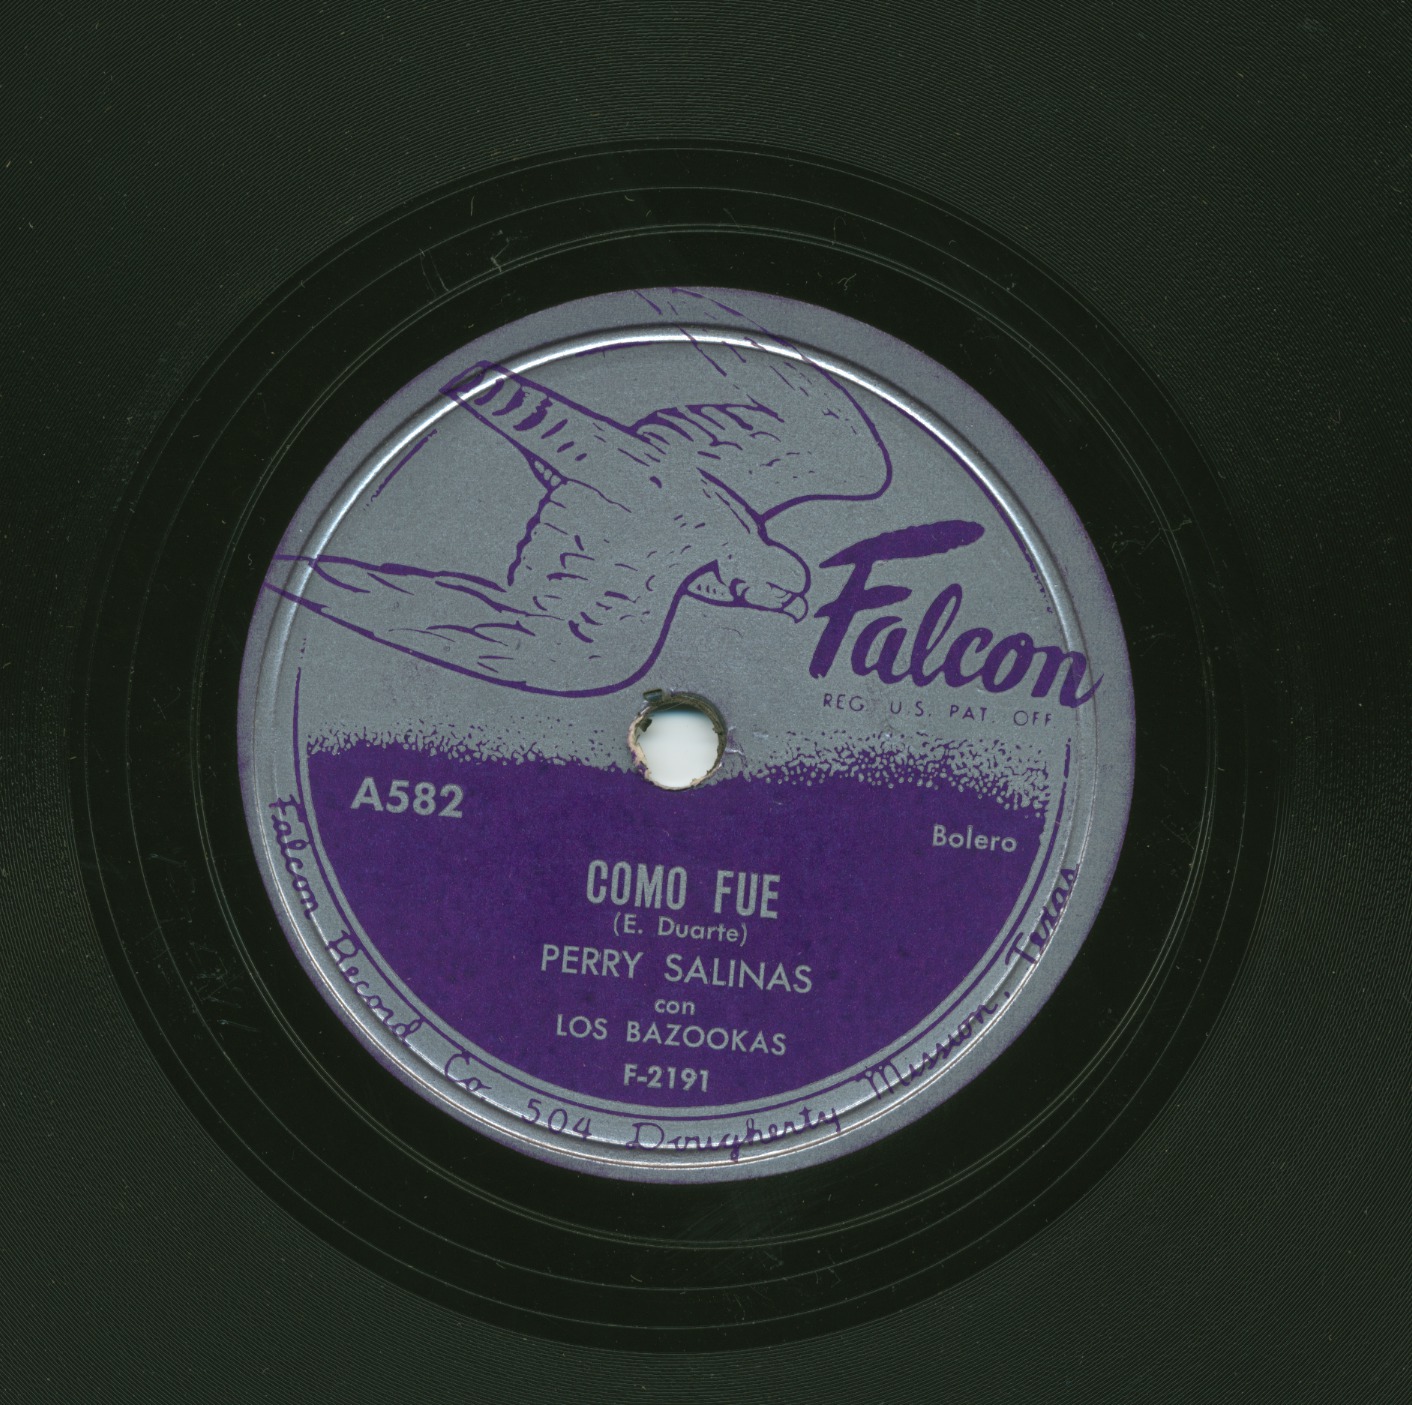 Falcon
REG. U.S. PAT. OFF
A582
Bolero
COMO FUE
(E. Duarte)
PERRY SALINAS
con
LOS BAZOOKAS
F-2191
Falcon Record Co 504 Dougherty Mission, Texas